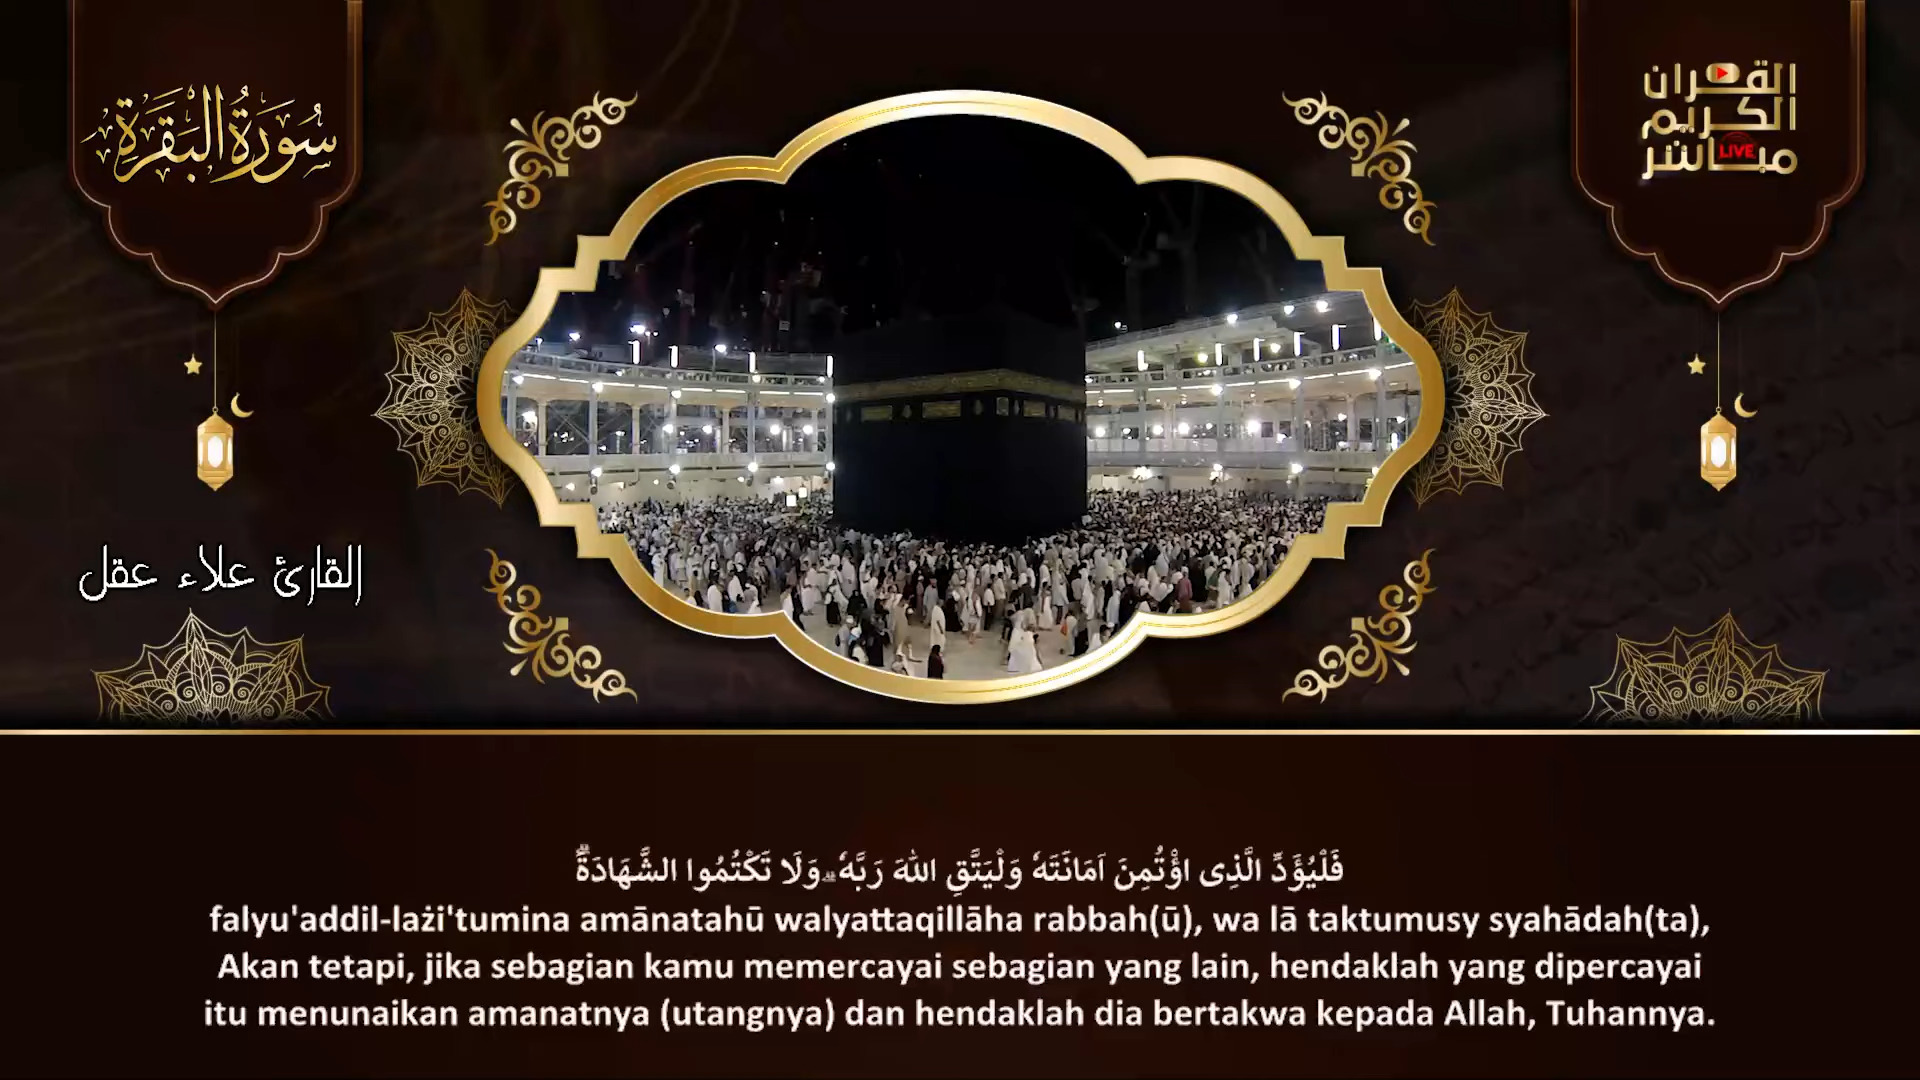 سُورَةُ البَقَرَةِ
القرآن
الكريم
مباشر
LIVE
القارئ علاء عقل
فَلْيُؤَدِّ الَّذِى اؤْتُمِنَ اَمَانَتَهٗ وَلْيَتَّقِ اللّٰهَ رَبَّهٗ ۗ وَلَا تَكْتُمُوا الشَّهَادَةَۗ
falyu'addil-lażi'tumina amānatahū walyattaqillāha rabbah(ū), wa lā taktumusy syahādah(ta),
Akan tetapi, jika sebagian kamu memercayai sebagian yang lain, hendaklah yang dipercayai
itu menunaikan amanatnya (utangnya) dan hendaklah dia bertakwa kepada Allah, Tuhannya.